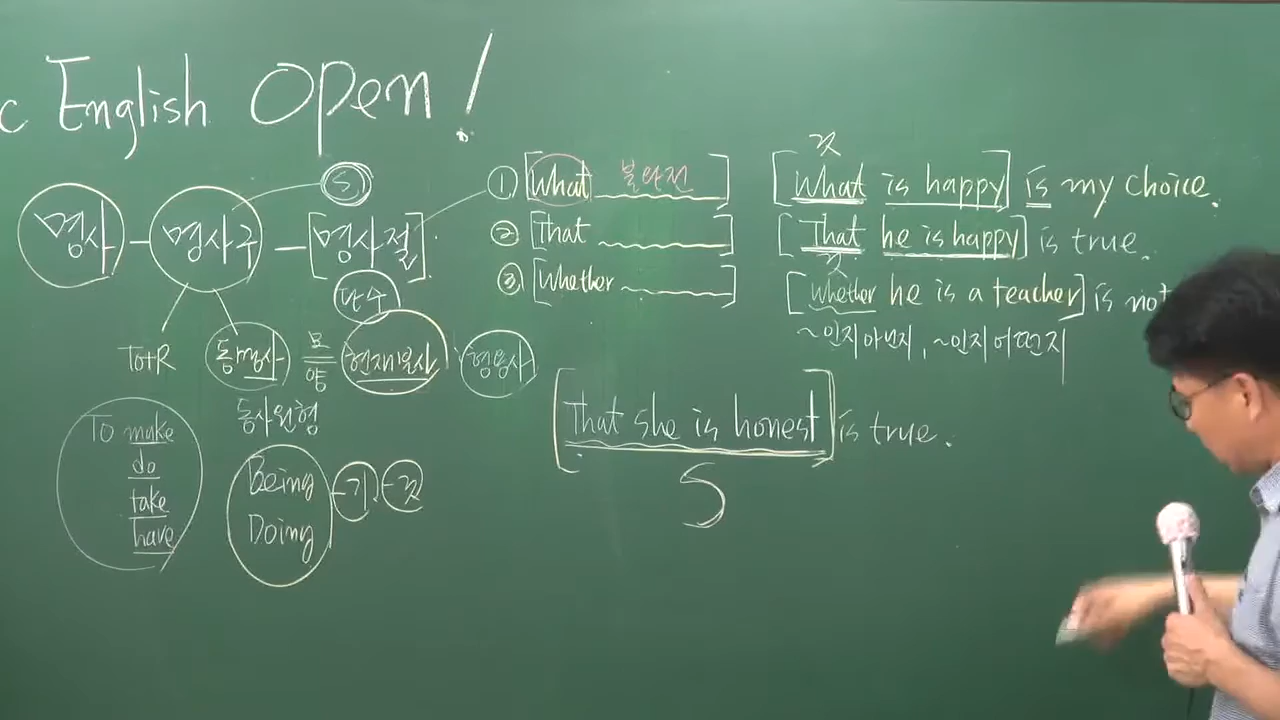 c English Open!
S
명사 - 명사구 - [명사절]
단수
To+R
동명사
모양
현재분사
형용사
동사원형
To make
do
take
have
Being
Doing
-기
-것
① [What 불완전]
② [That ]
③ [Whether ]
것
[What is happy] is my choice.
[That he is happy] is true.
[Whether he is a teacher] is not
~인지 아닌지, ~인지 어떤지
[That she is honest] is true.
S